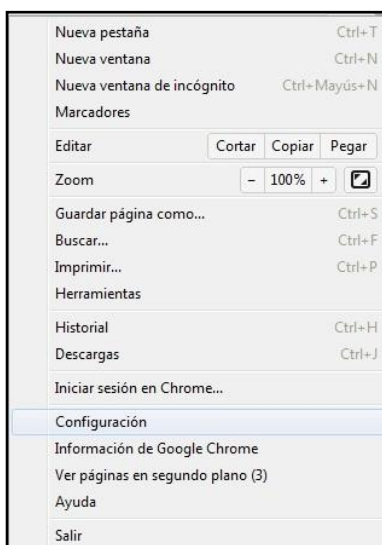 Nueva pestaña Ctrl+T
Nueva ventana Ctrl+N
Nueva ventana de incógnito Ctrl+Mayús+N
Marcadores
Editar Cortar Copiar Pegar
Zoom - 100% +
Guardar página como... Ctrl+S
Buscar... Ctrl+F
Imprimir... Ctrl+P
Herramientas
Historial Ctrl+H
Descargas Ctrl+J
Iniciar sesión en Chrome...
Configuración
Información de Google Chrome
Ver páginas en segundo plano (3)
Ayuda
Salir